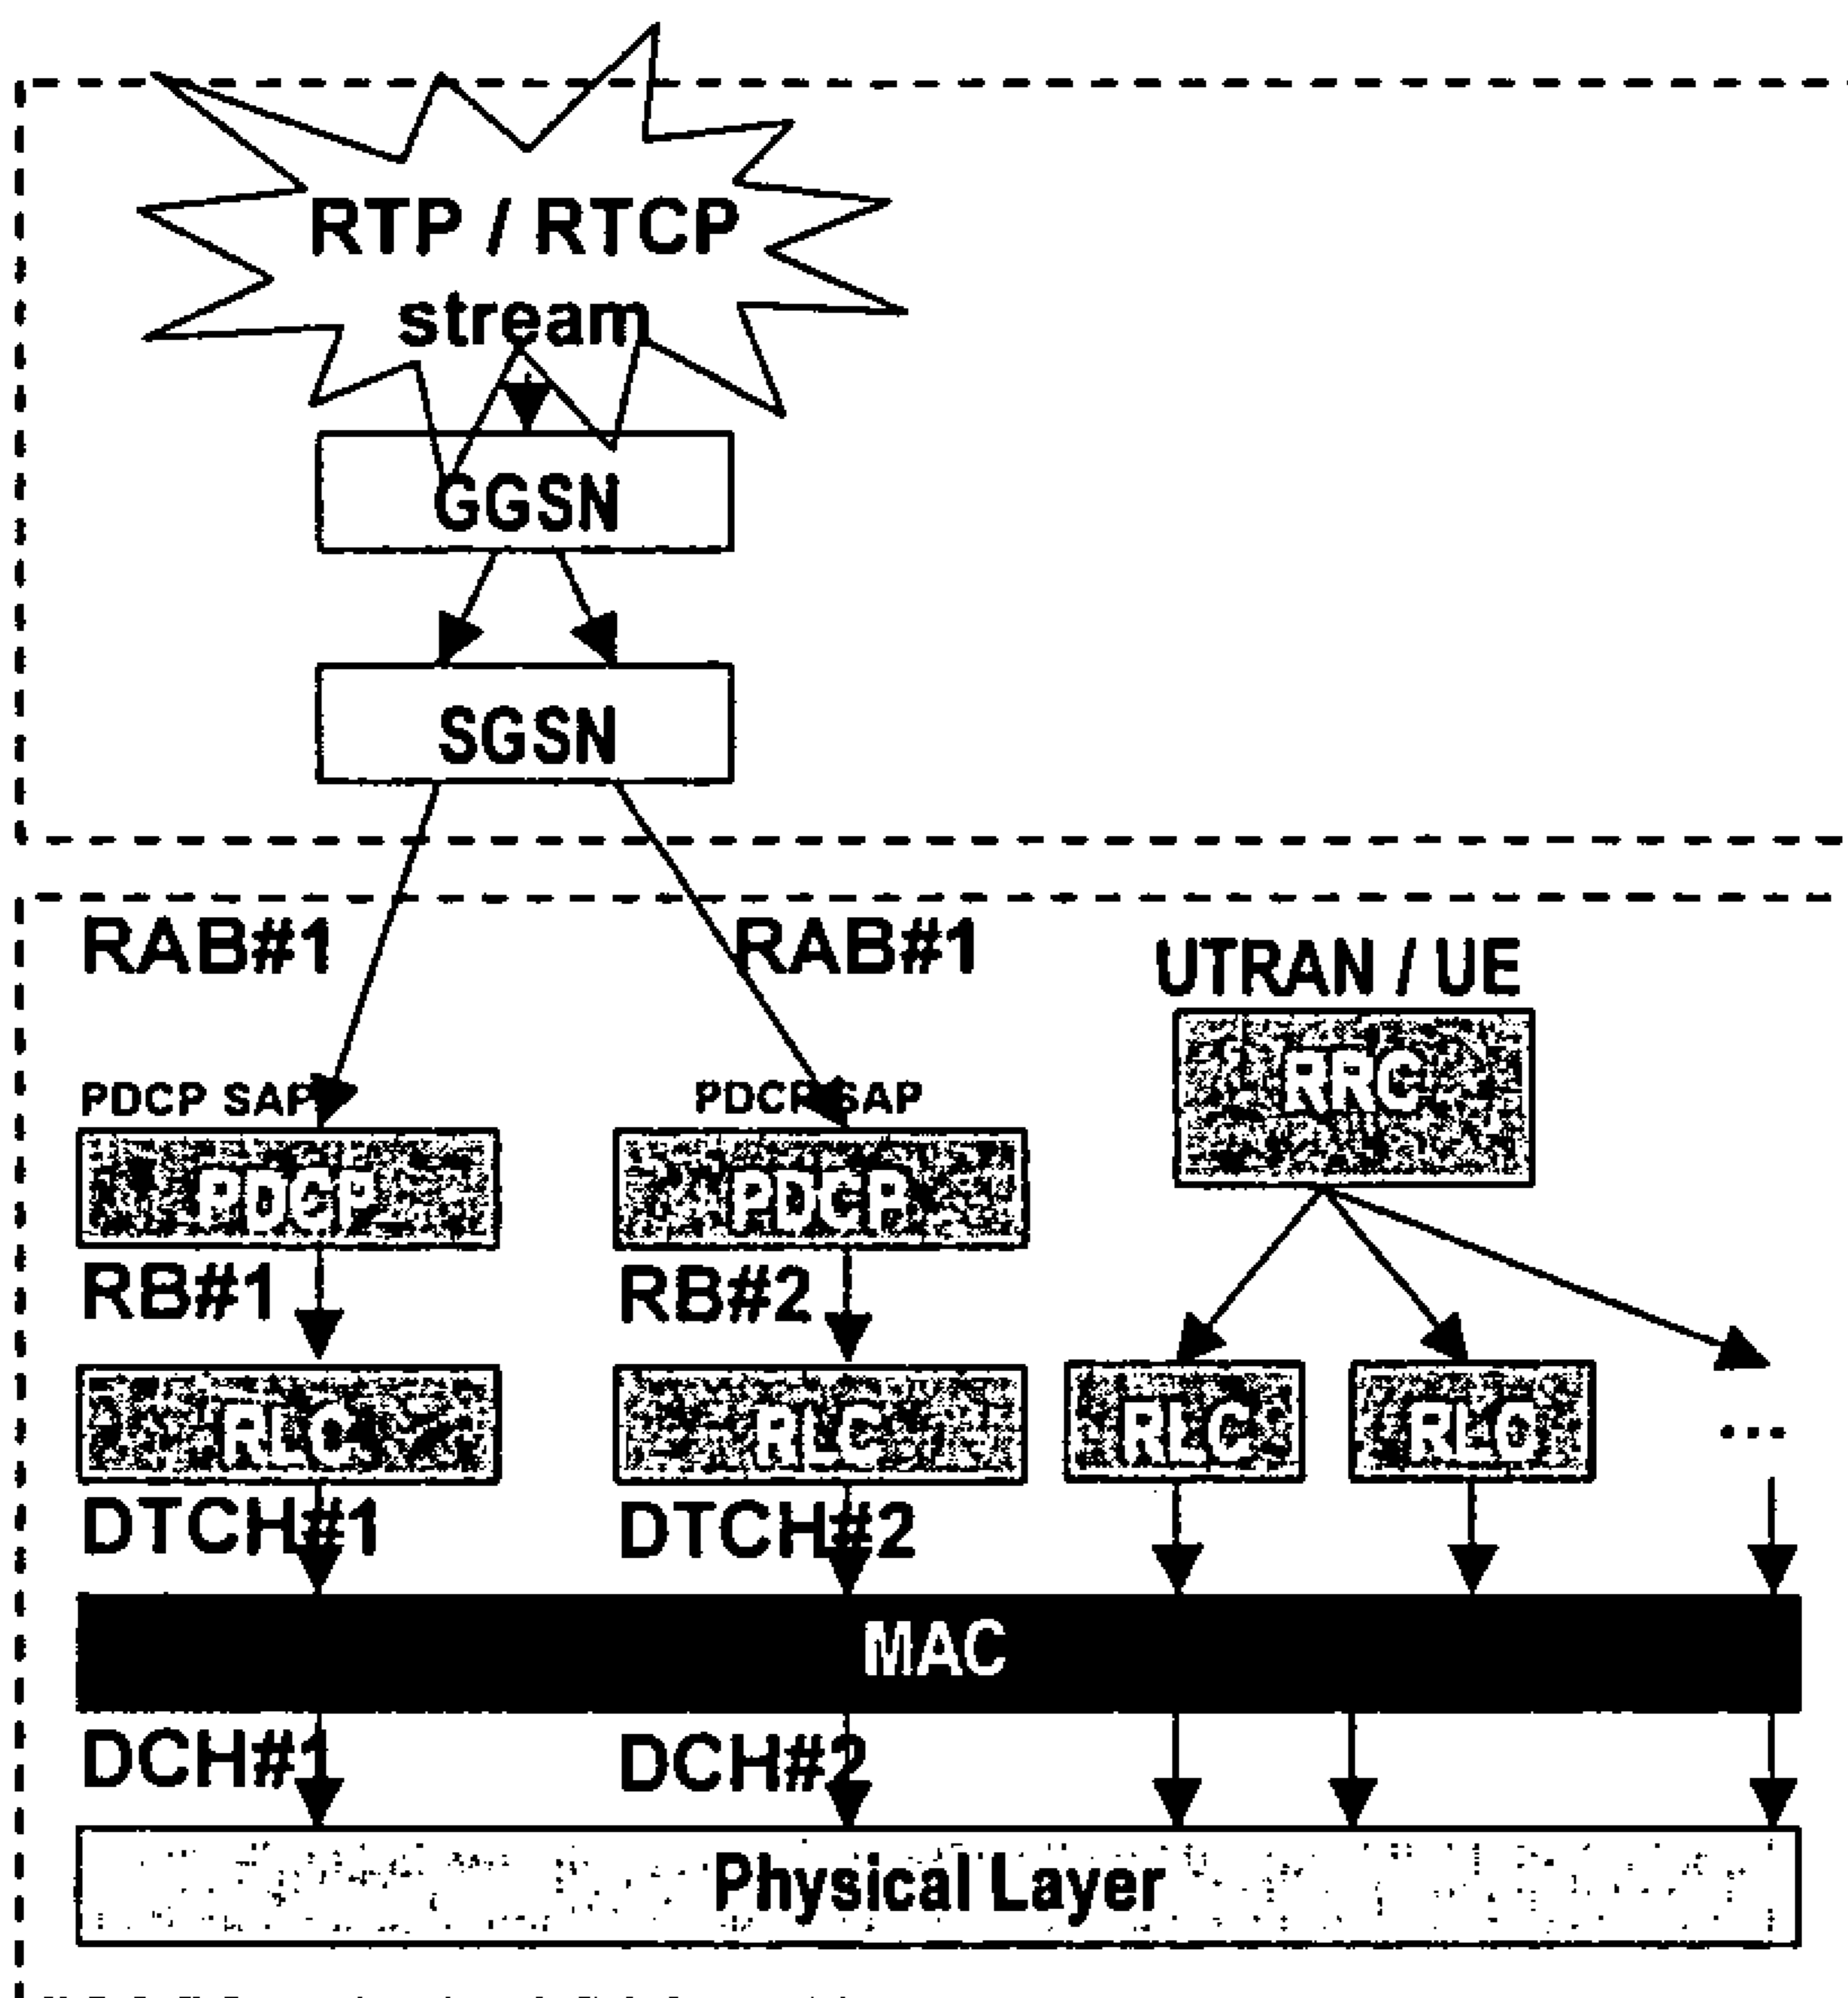 RTP / RTCP
stream
GGSN
SGSN
RAB#1 RAB#1
UTRAN / UE
RRC
PDCP SAP PDCP SAP
PDCP PDCP
RB#1 RB#2
RLC RLC RLC RLC ...
DTCH#1 DTCH#2
MAC
DCH#1 DCH#2
Physical Layer